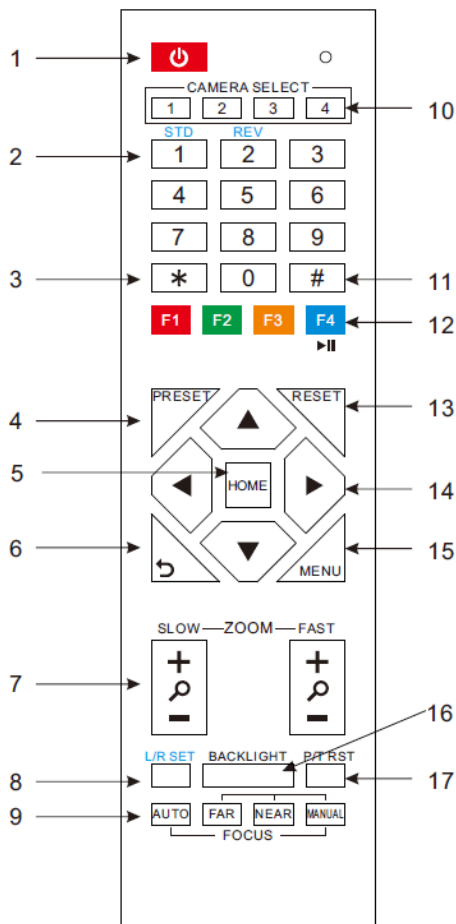 1
CAMERA SELECT
1 2 3 4 10
STD REV
2 1 2 3
4 5 6
7 8 9
3 * 0 # 11
F1 F2 F3 F4 12
PRESET RESET 13
4
5 HOME 14
6 MENU 15
SLOW ZOOM FAST
+ +
7
- -
16
L/R SET BACKLIGHT P/T RST
8 17
9 AUTO FAR NEAR MANUAL
FOCUS